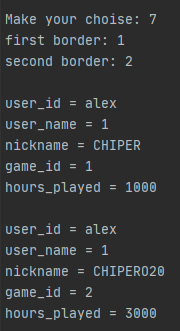 Make your choise: 7
first border: 1
second border: 2
user_id = alex
user_name = 1
nickname = CHIPER
game_id = 1
hours_played = 1000
user_id = alex
user_name = 1
nickname = CHIPERO20
game_id = 2
hours_played = 3000